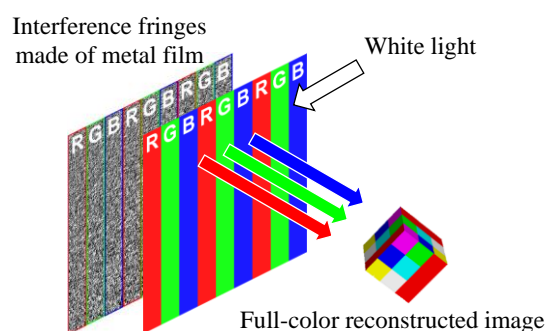 Interference fringes
made of metal film
White light
R G B R G B R G B
R G B R G B R G B
Full-color reconstructed image